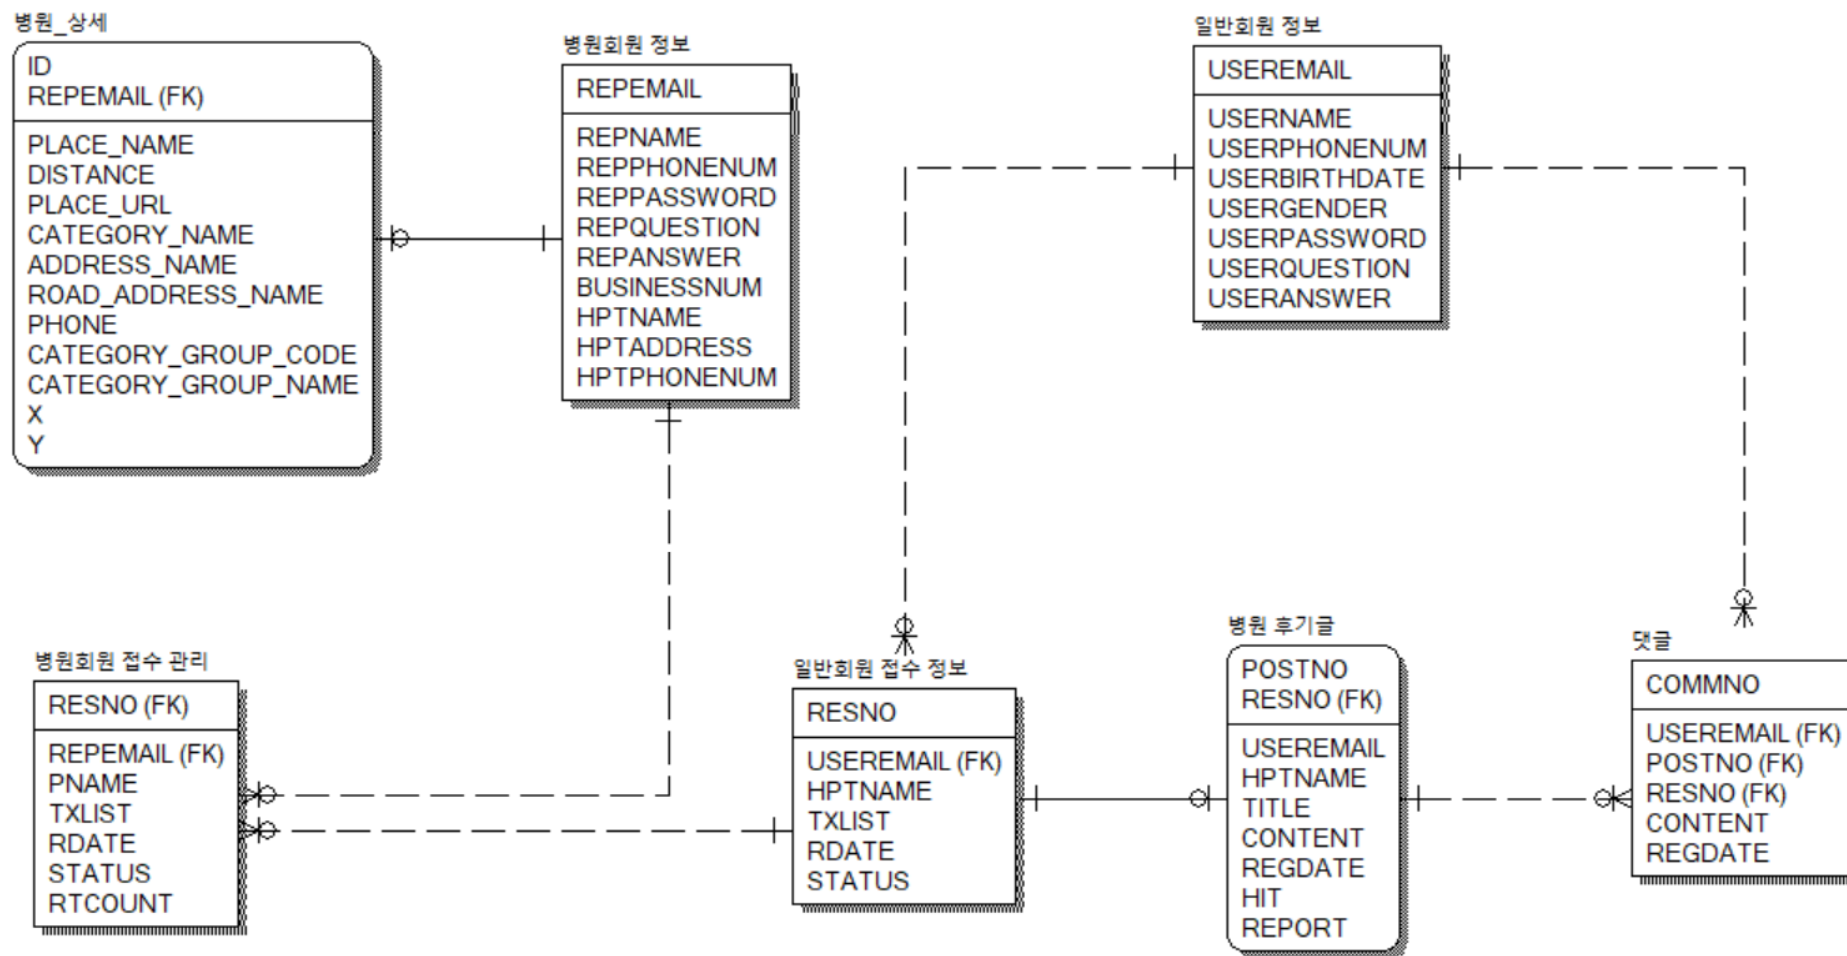 병원_상세
ID
REPEMAIL (FK)
PLACE_NAME
DISTANCE
PLACE_URL
CATEGORY_NAME
ADDRESS_NAME
ROAD_ADDRESS_NAME
PHONE
CATEGORY_GROUP_CODE
CATEGORY_GROUP_NAME
X
Y
병원회원 정보
REPEMAIL
REPNAME
REPPHONENUM
REPPASSWORD
REPQUESTION
REPANSWER
BUSINESSNUM
HPTNAME
HPTADDRESS
HPTPHONENUM
일반회원 정보
USEREMAIL
USERNAME
USERPHONENUM
USERBIRTHDATE
USERGENDER
USERPASSWORD
USERQUESTION
USERANSWER
병원회원 접수 관리
RESNO (FK)
REPEMAIL (FK)
PNAME
TXLIST
RDATE
STATUS
RTCOUNT
일반회원 접수 정보
RESNO
USEREMAIL (FK)
HPTNAME
TXLIST
RDATE
STATUS
병원 후기글
POSTNO
RESNO (FK)
USEREMAIL
HPTNAME
TITLE
CONTENT
REGDATE
HIT
REPORT
댓글
COMMNO
USEREMAIL (FK)
POSTNO (FK)
RESNO (FK)
CONTENT
REGDATE